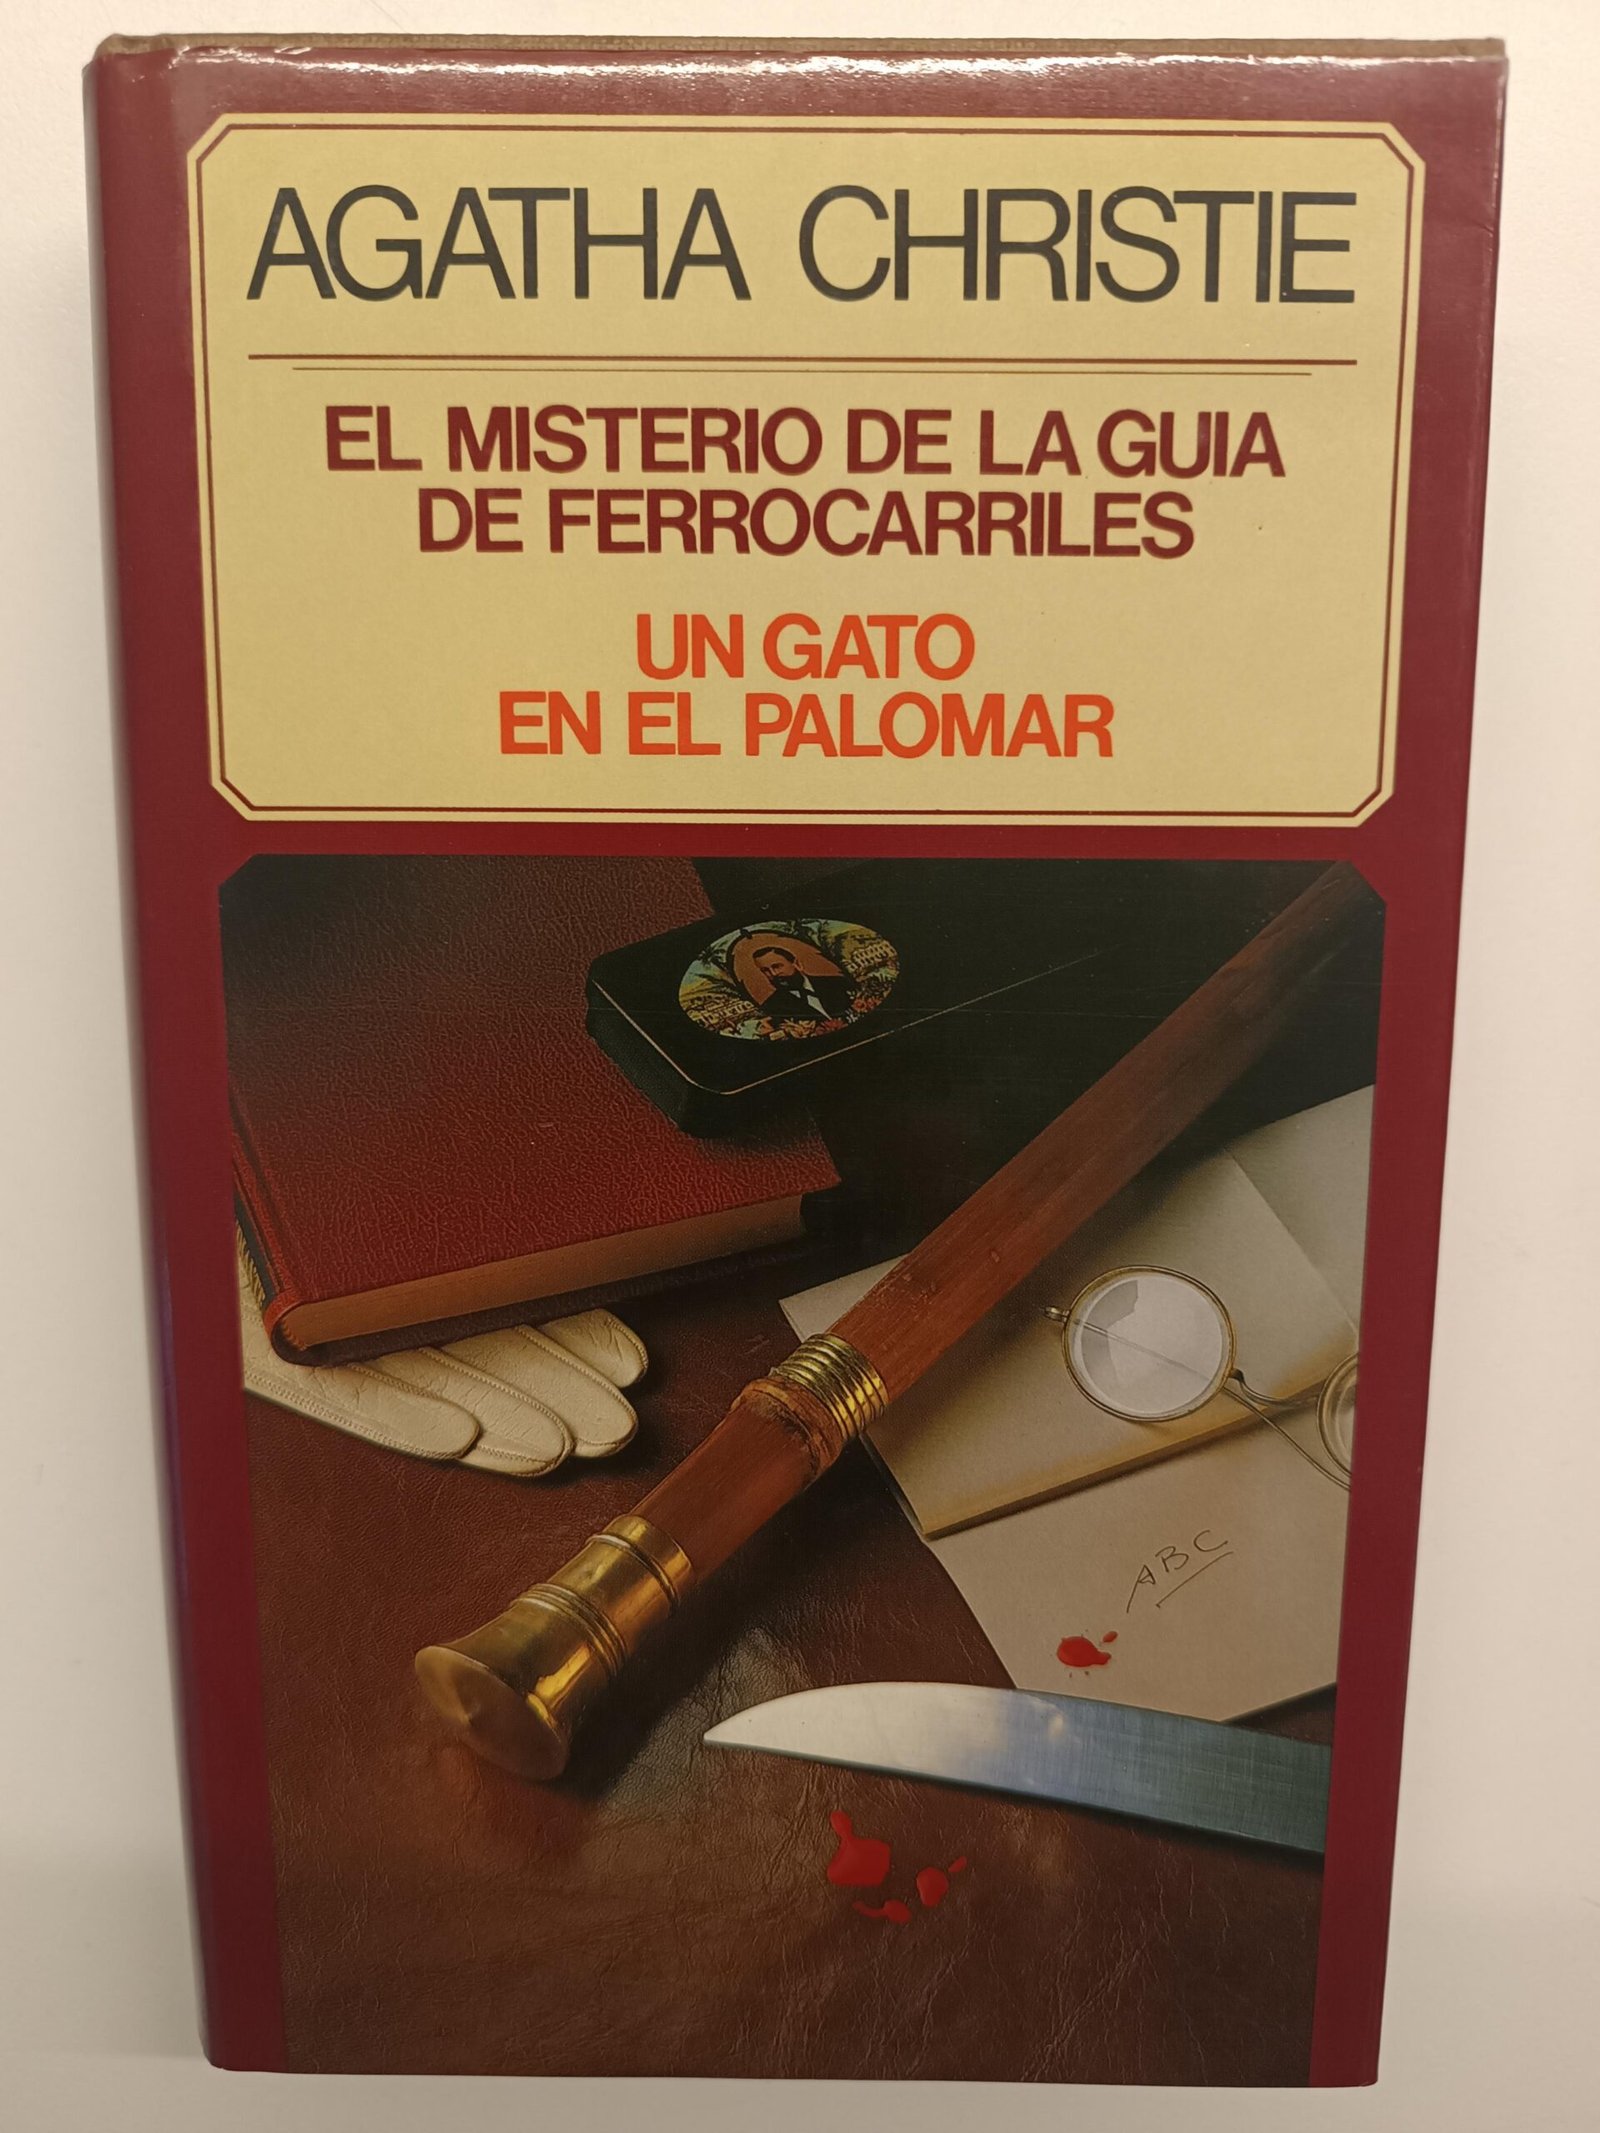 AGATHA CHRISTIE
EL MISTERIO DE LA GUIA
DE FERROCARRILES
UN GATO
EN EL PALOMAR
ABC